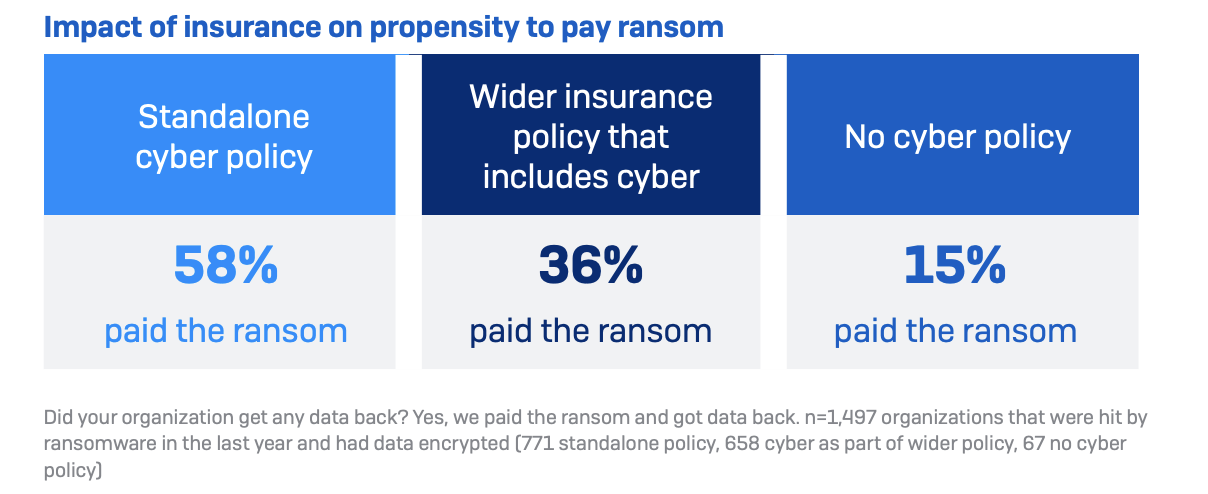 Impact of insurance on propensity to pay ransom
Standalone
cyber policy
58%
paid the ransom
Wider insurance
policy that
includes cyber
36%
paid the ransom
No cyber policy
15%
paid the ransom
Did your organization get any data back? Yes, we paid the ransom and got data back. n=1,497 organizations that were hit by
ransomware in the last year and had data encrypted (771 standalone policy, 658 cyber as part of wider policy, 67 no cyber
policy)